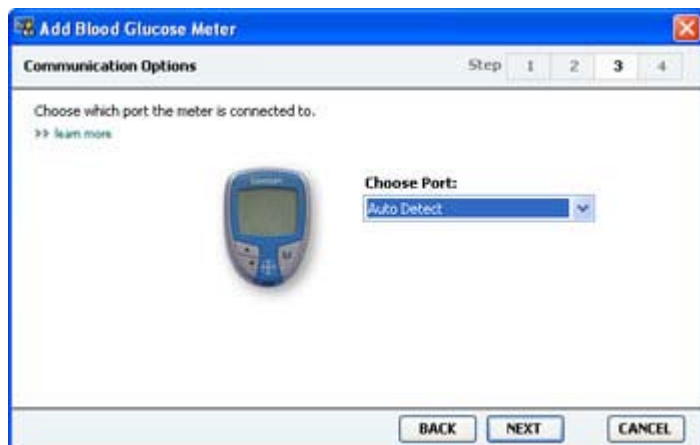 Add Blood Glucose Meter
Communication Options
Step 1 2 3 4
Choose which port the meter is connected to.
>> learn more
Choose Port:
Auto Detect
BACK NEXT CANCEL